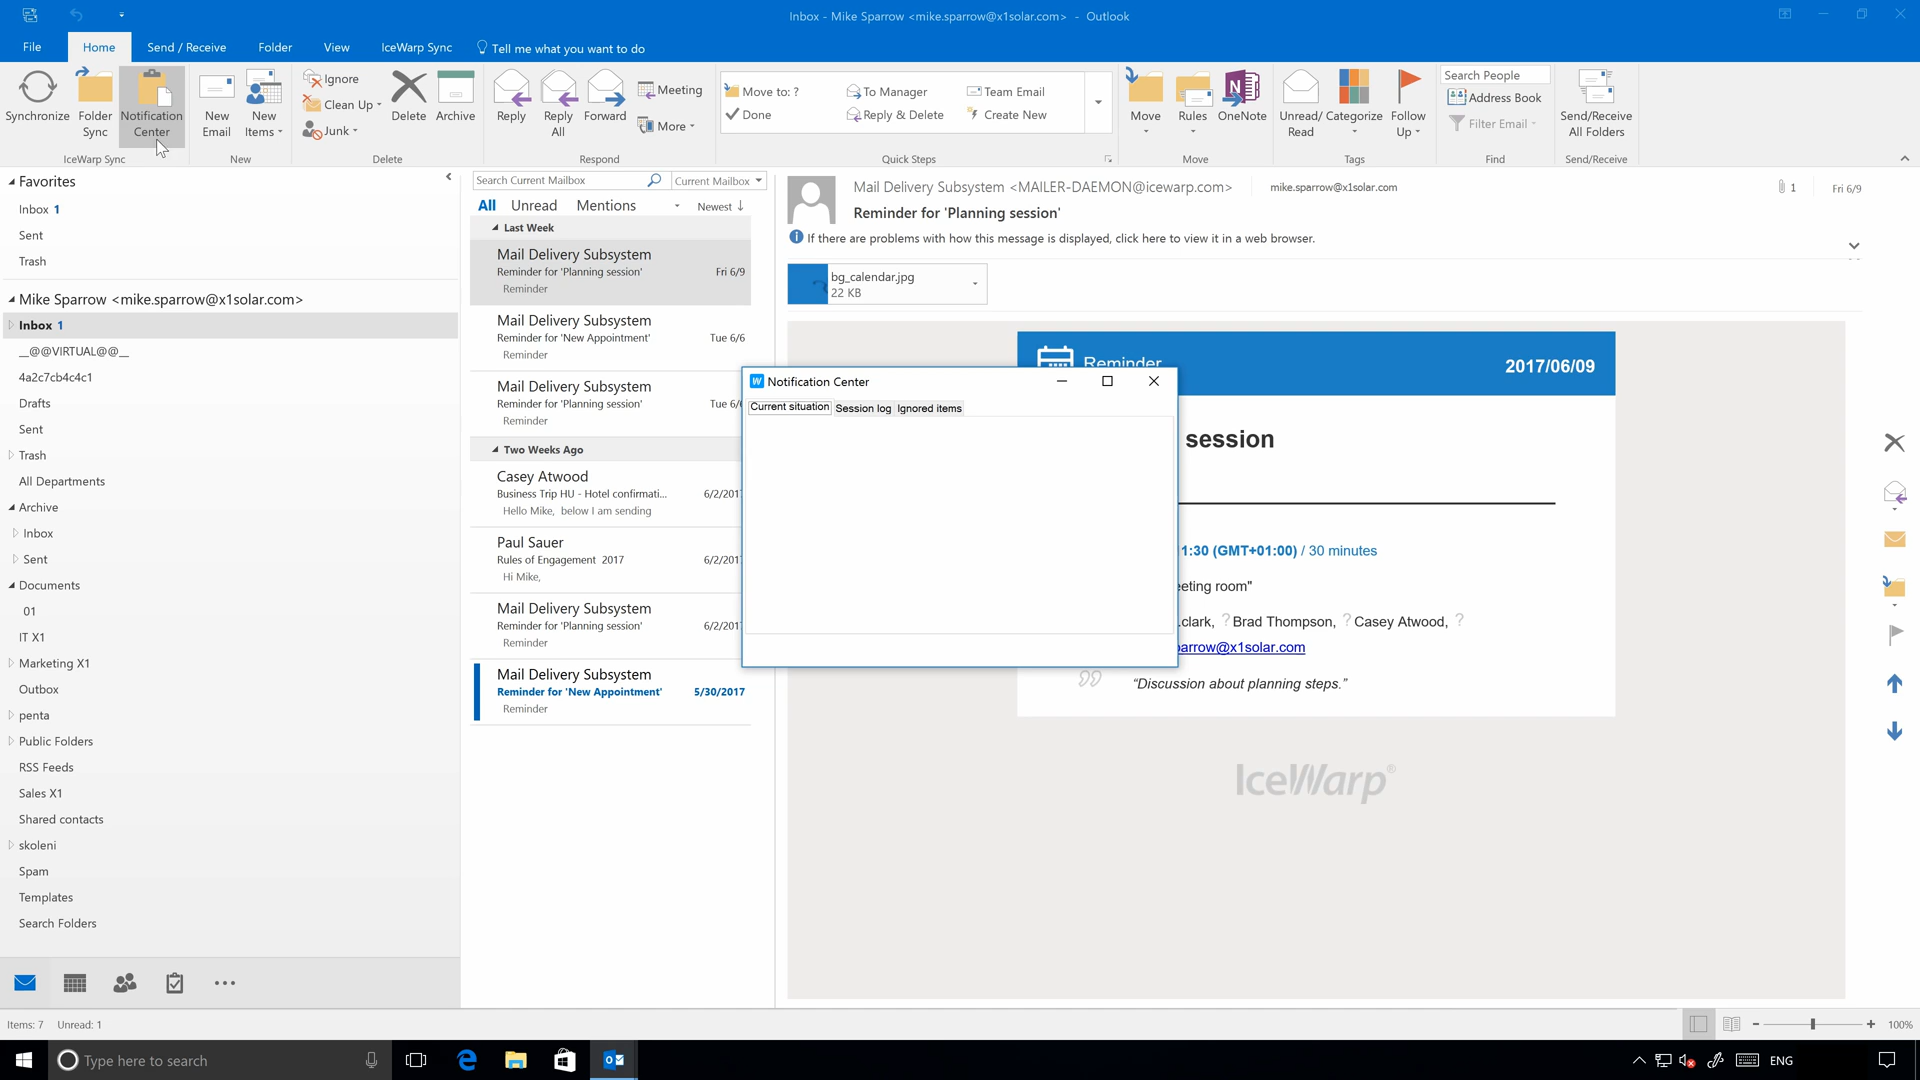 Inbox - Mike Sparrow <mike.sparrow@x1solar.com> - Outlook
File
Home
Send / Receive
Folder
View
IceWarp Sync
Tell me what you want to do
Synchronize
Folder Sync
Notification Center
IceWarp Sync
New Email
New Items
New
Ignore
Clean Up
Junk
Delete
Archive
Delete
Reply
Reply All
Forward
Meeting
More
Respond
Move to: ?
To Manager
Team Email
Done
Reply & Delete
Create New
Quick Steps
Move
Rules
OneNote
Move
Unread/ Read
Categorize
Follow Up
Tags
Search People
Address Book
Filter Email
Find
Send/Receive All Folders
Send/Receive
Favorites
Inbox 1
Sent
Trash
Mike Sparrow <mike.sparrow@x1solar.com>
Inbox 1
__@@VIRTUAL@@__
4a2c7cb4c4c1
Drafts
Sent
Trash
All Departments
Archive
Inbox
Sent
Documents
01
IT X1
Marketing X1
Outbox
penta
Public Folders
RSS Feeds
Sales X1
Shared contacts
skoleni
Spam
Templates
Search Folders
Search Current Mailbox
Current Mailbox
All
Unread
Mentions
Newest
Last Week
Mail Delivery Subsystem
Reminder for 'Planning session'
Fri 6/9
Reminder
Mail Delivery Subsystem
Reminder for 'New Appointment'
Tue 6/6
Reminder
Mail Delivery Subsystem
Reminder for 'Planning session'
Tue 6/
Reminder
Two Weeks Ago
Casey Atwood
Business Trip HU - Hotel confirmati...
6/2/201
Hello Mike, below I am sending
Paul Sauer
Rules of Engagement 2017
6/2/201
Hi Mike,
Mail Delivery Subsystem
Reminder for 'Planning session'
6/2/201
Reminder
Mail Delivery Subsystem
Reminder for 'New Appointment'
5/30/2017
Reminder
Mail Delivery Subsystem <MAILER-DAEMON@icewarp.com>
mike.sparrow@x1solar.com
1
Fri 6/9
Reminder for 'Planning session'
If there are problems with how this message is displayed, click here to view it in a web browser.
bg_calendar.jpg
22 KB
Reminder
2017/06/09
session
1:30 (GMT+01:00) / 30 minutes
eeting room"
.clark, ? Brad Thompson, ? Casey Atwood, ?
parrow@x1solar.com
“Discussion about planning steps.”
IceWarp®
W Notification Center
Current situation
Session log
Ignored items
Items: 7
Unread: 1
100%
Type here to search
ENG